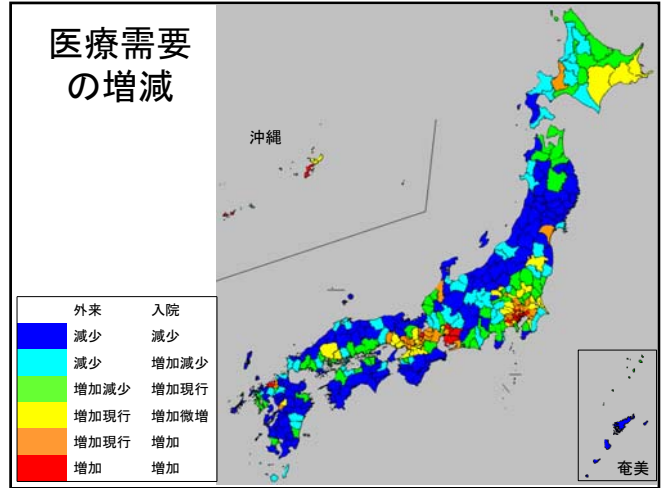 医療需要
の増減
沖縄
外来 入院
減少 減少
減少 増加減少
増加減少 増加現行
増加現行 増加微増
増加現行 増加
増加 増加
奄美